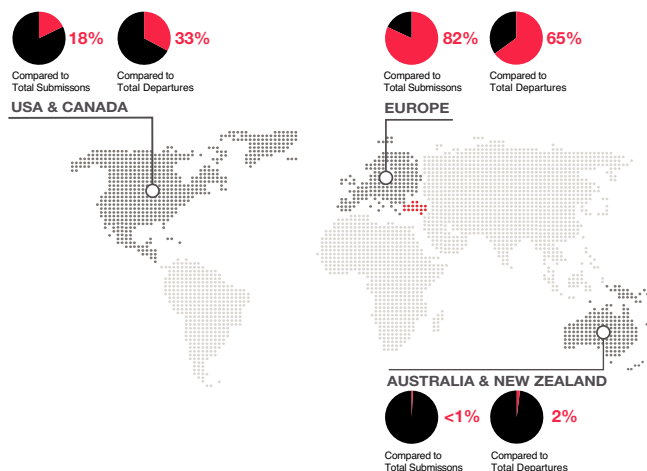 18%
33%
Compared to
Total Submissons
Compared to
Total Departures
USA & CANADA
82%
65%
Compared to
Total Submissons
Compared to
Total Departures
EUROPE
AUSTRALIA & NEW ZEALAND
<1%
2%
Compared to
Total Submissons
Compared to
Total Departures